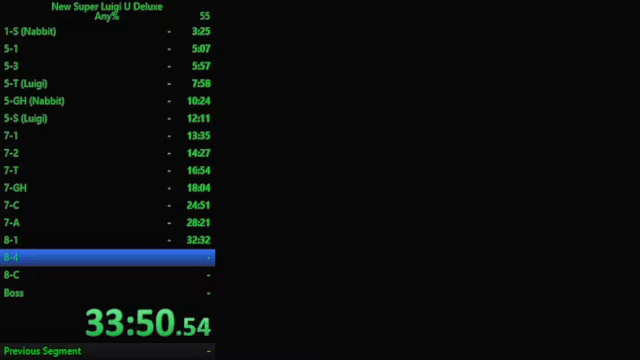 New Super Luigi U Deluxe
Any% 55
1-S (Nabbit) - 3:25
5-1 - 5:07
5-3 - 5:57
5-T (Luigi) - 7:58
5-GH (Nabbit) - 10:24
5-S (Luigi) - 12:11
7-1 - 13:35
7-2 - 14:27
7-T - 16:54
7-GH - 18:04
7-C - 24:51
7-A - 28:21
8-1 - 32:32
8-4 -
8-C -
Boss -
33:50.54
Previous Segment -